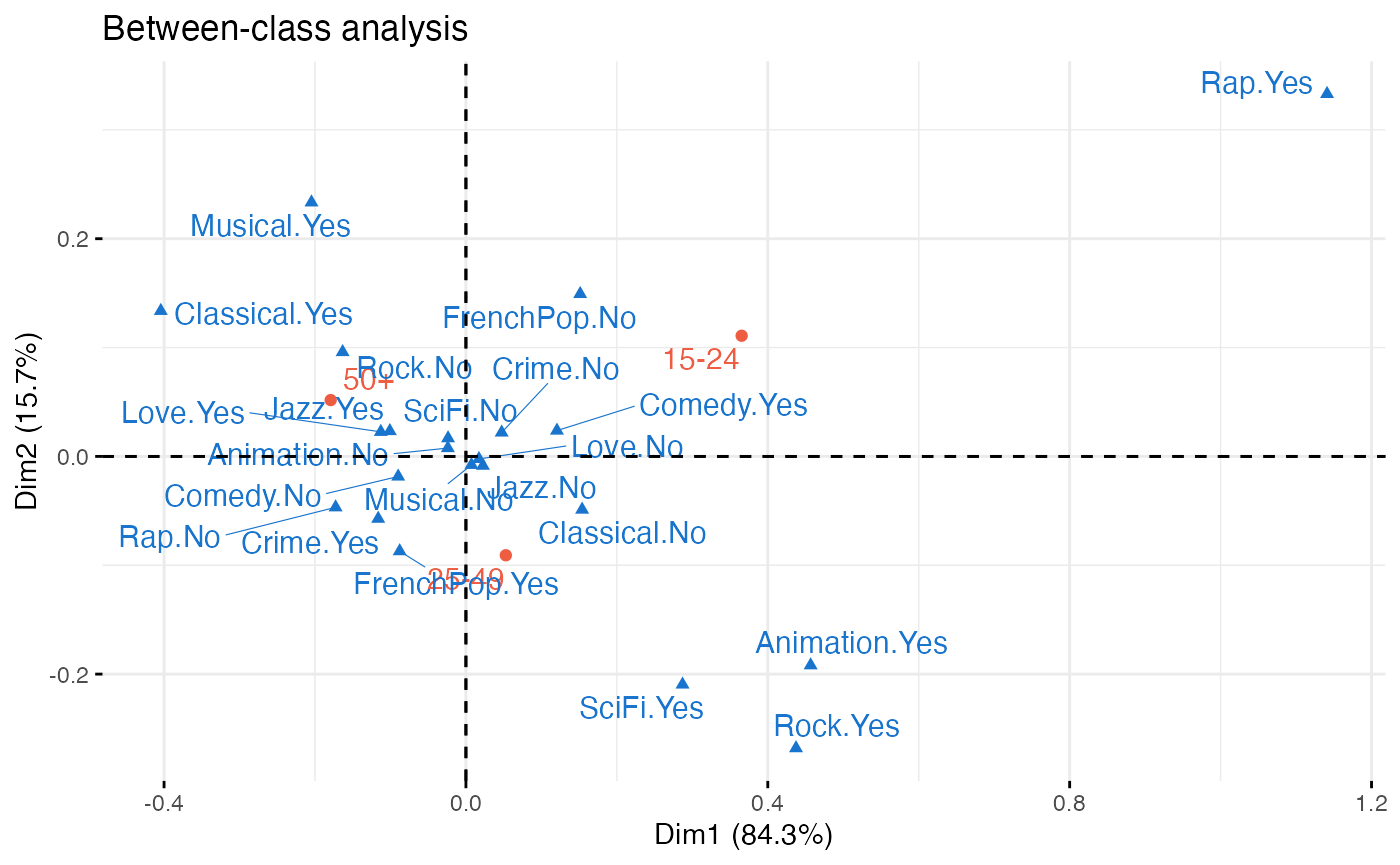 Between-class analysis
Rap.Yes
Musical.Yes
0.2
Classical.Yes
FrenchPop.No
15-24
Rock.No
Crime.No
50+
Love.Yes
Jazz.Yes
SciFi.No
Comedy.Yes
Animation.No
Love.No
0.0
Comedy.No
Musical.No
Jazz.No
Rap.No
Crime.Yes
Classical.No
25-49
FrenchPop.Yes
Animation.Yes
-0.2
SciFi.Yes
Rock.Yes
-0.4
0.0
0.4
0.8
1.2
Dim1 (84.3%)
Dim2 (15.7%)